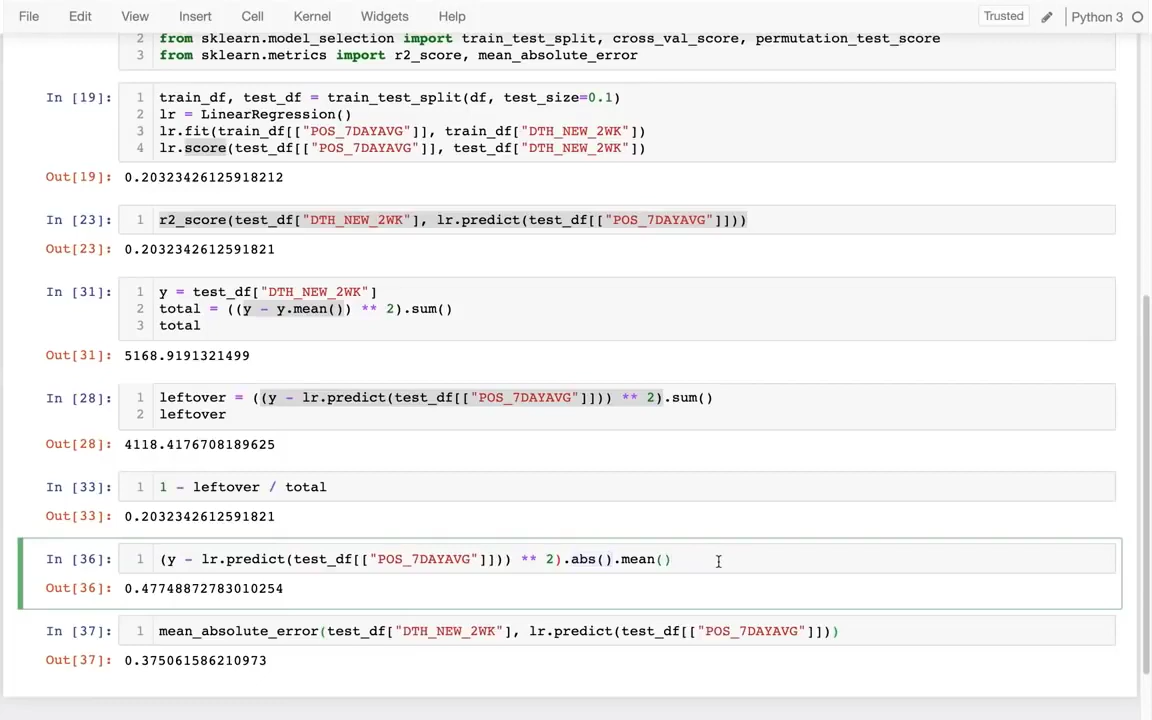 File Edit View Insert Cell Kernel Widgets Help Trusted Python 3
2 from sklearn.model_selection import train_test_split, cross_val_score, permutation_test_score
3 from sklearn.metrics import r2_score, mean_absolute_error
In [19]: 1 train_df, test_df = train_test_split(df, test_size=0.1)
2 lr = LinearRegression()
3 lr.fit(train_df[["POS_7DAYAVG"]], train_df["DTH_NEW_2WK"])
4 lr.score(test_df[["POS_7DAYAVG"]], test_df["DTH_NEW_2WK"])
Out[19]: 0.20323426125918212
In [23]: 1 r2_score(test_df["DTH_NEW_2WK"], lr.predict(test_df[["POS_7DAYAVG"]]))
Out[23]: 0.2032342612591821
In [31]: 1 y = test_df["DTH_NEW_2WK"]
2 total = ((y - y.mean()) ** 2).sum()
3 total
Out[31]: 5168.9191321499
In [28]: 1 leftover = ((y - lr.predict(test_df[["POS_7DAYAVG"]])) ** 2).sum()
2 leftover
Out[28]: 4118.4176708189625
In [33]: 1 1 - leftover / total
Out[33]: 0.2032342612591821
In [36]: 1 (y - lr.predict(test_df[["POS_7DAYAVG"]])) ** 2).abs().mean()
Out[36]: 0.47748872783010254
In [37]: 1 mean_absolute_error(test_df["DTH_NEW_2WK"], lr.predict(test_df[["POS_7DAYAVG"]]))
Out[37]: 0.375061586210973